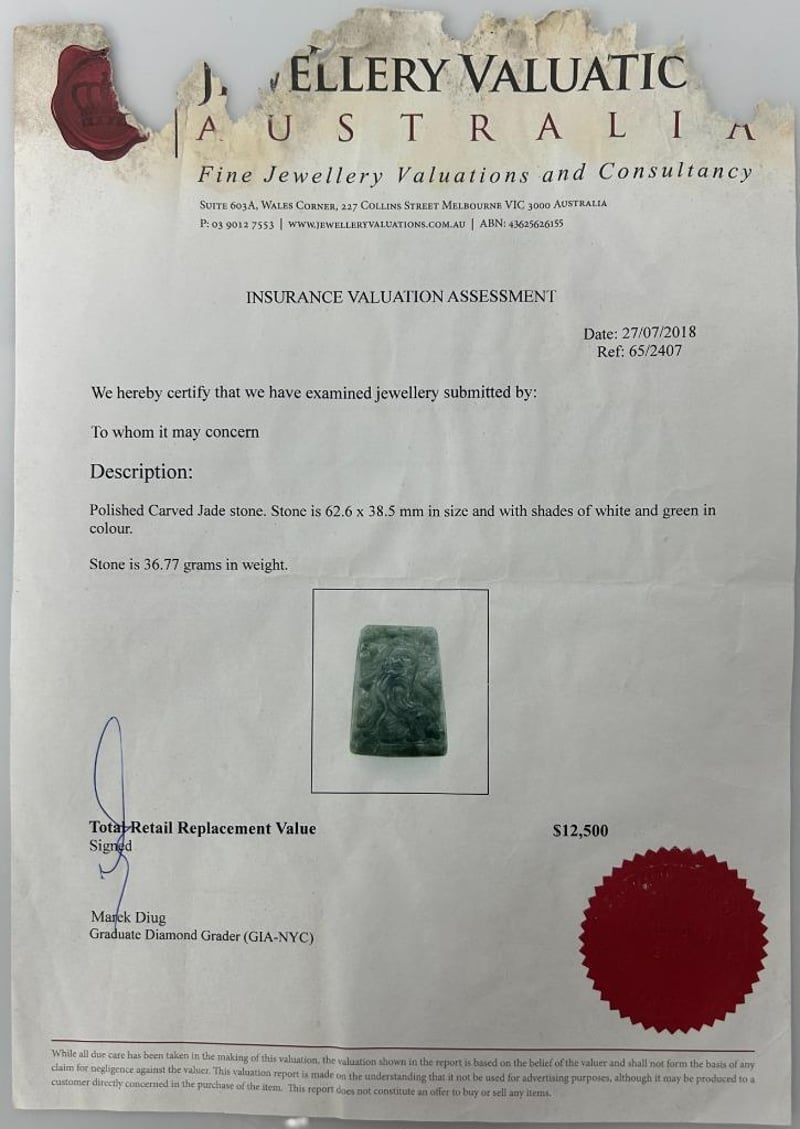 ELLERY VALUATIO
AUSTRALIA
Fine Jewellery Valuations and Consultancy
SUITE 603A, WALES CORNER, 227 COLLINS STREET MELBOURNE VIC 3000 AUSTRALIA
P: 03 9012 7553 | WWW.JEWELLERYVALUATIONS.COM.AU | ABN: 43625626155
INSURANCE VALUATION ASSESSMENT
Date: 27/07/2018
Ref: 65/2407
We hereby certify that we have examined jewellery submitted by:
To whom it may concern
Description:
Polished Carved Jade stone. Stone is 62.6 x 38.5 mm in size and with shades of white and green in
colour.
Stone is 36.77 grams in weight.
Total Retail Replacement Value $12,500
Signed
Marek Diug
Graduate Diamond Grader (GIA-NYC)
While all due care has been taken in the making of this valuation, the valuation shown in the report is based on the belief of the valuer and shall not form the basis of any
claim for negligence against the valuer. This valuation report is made on the understanding that it not be used for advertising purposes, although it may be produced to a
customer directly concerned in the purchase of the item. This report does not constitute an offer to buy or sell any items.